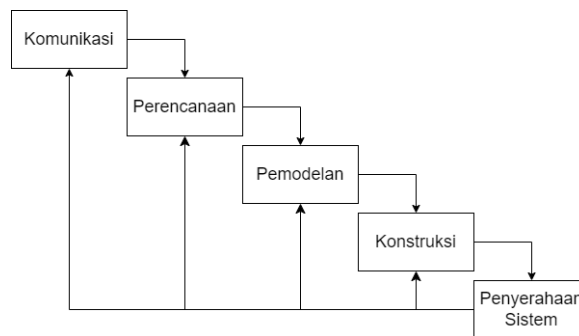 Komunikasi
Perencanaan
Pemodelan
Konstruksi
Penyerahaan
Sistem